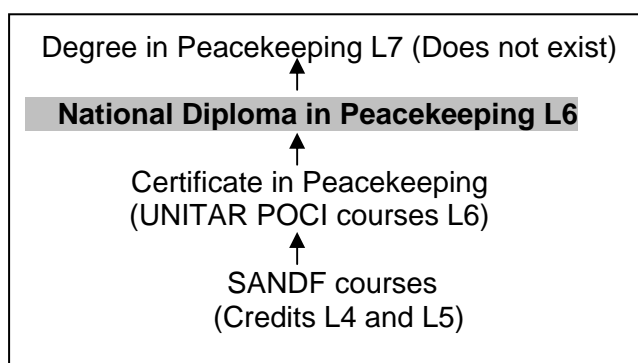 Degree in Peacekeeping L7 (Does not exist)
National Diploma in Peacekeeping L6
Certificate in Peacekeeping
(UNITAR POCI courses L6)
SANDF courses
(Credits L4 and L5)